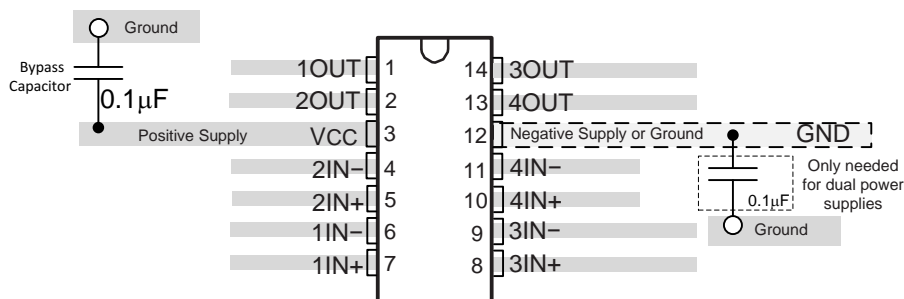 Ground
Bypass
Capacitor
0.1μF
Positive Supply
1OUT 1
2OUT 2
VCC 3
2IN− 4
2IN+ 5
1IN− 6
1IN+ 7
14 3OUT
13 4OUT
12 Negative Supply or Ground GND
11 4IN−
10 4IN+
9 3IN−
8 3IN+
Only needed
for dual power
supplies
0.1μF
Ground